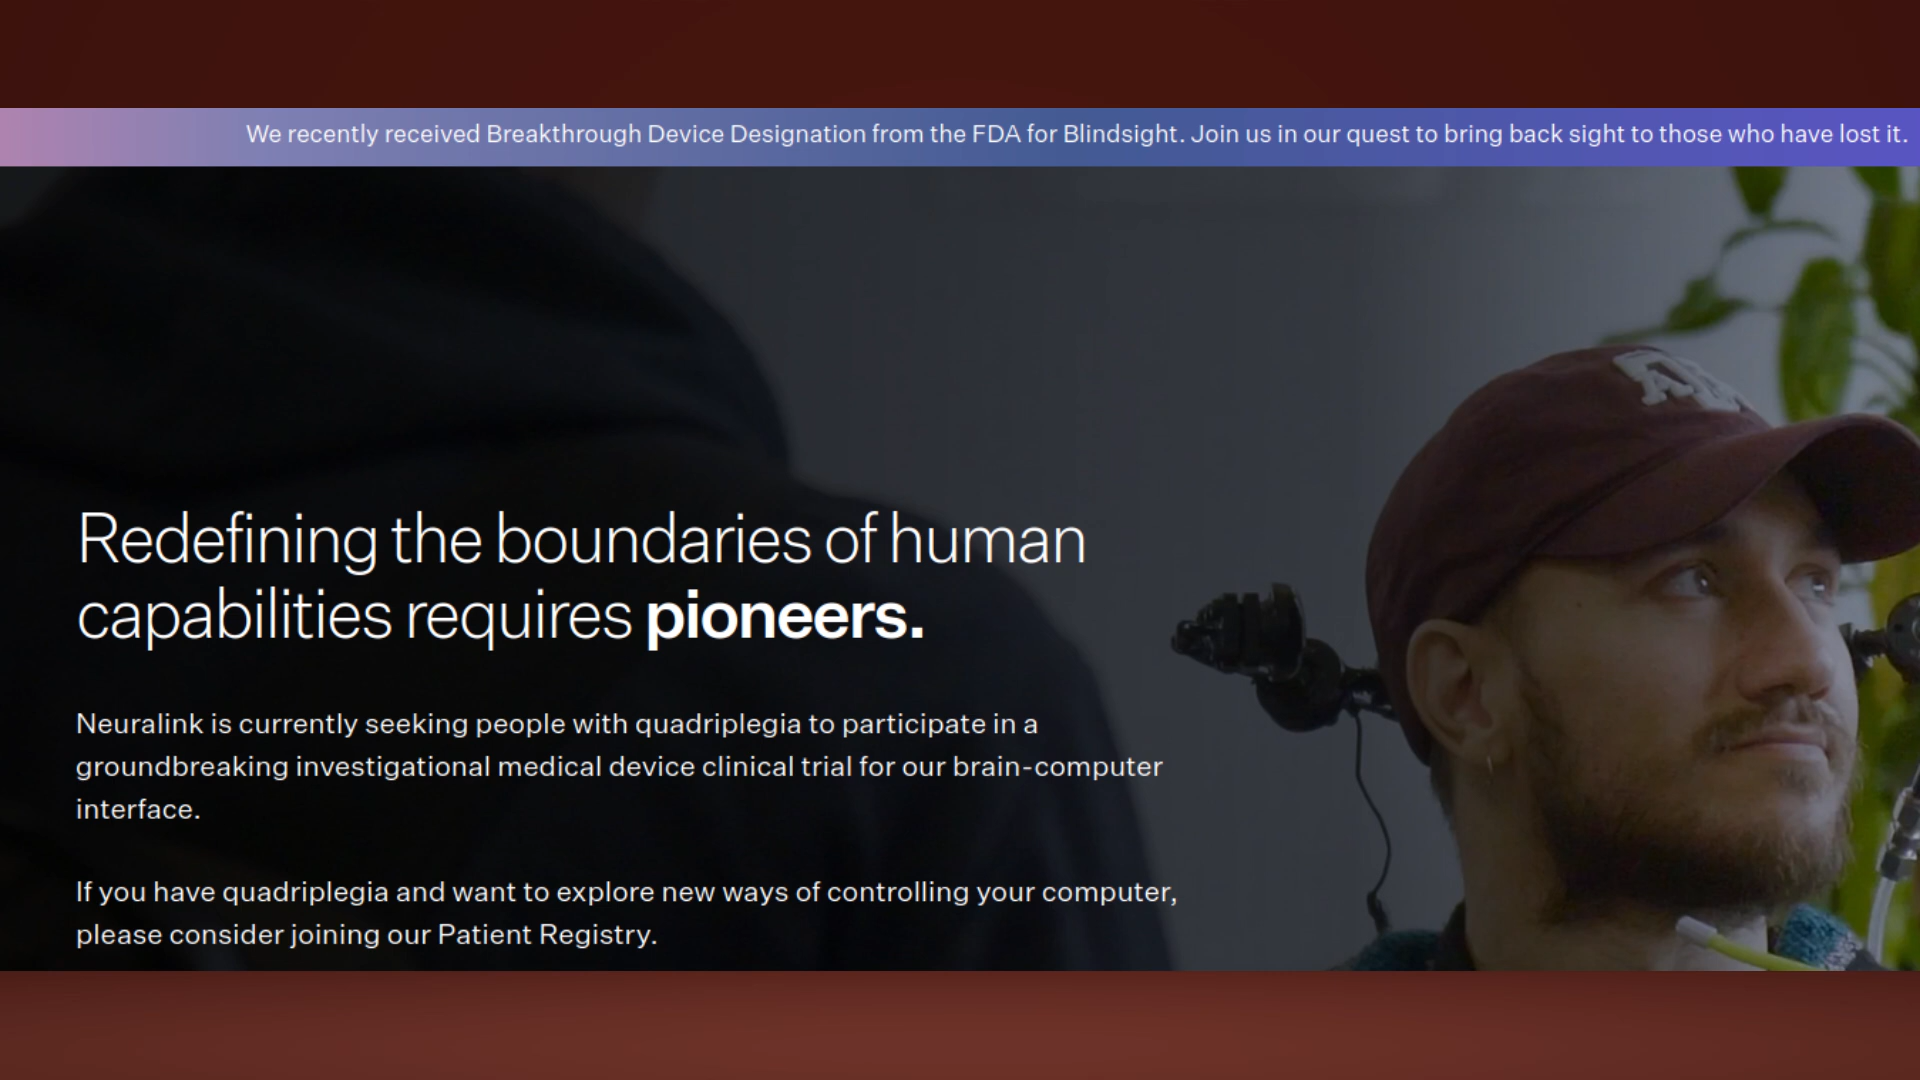 We recently received Breakthrough Device Designation from the FDA for Blindsight. Join us in our quest to bring back sight to those who have lost it.
Redefining the boundaries of human
capabilities requires pioneers.
Neuralink is currently seeking people with quadriplegia to participate in a
groundbreaking investigational medical device clinical trial for our brain-computer
interface.
If you have quadriplegia and want to explore new ways of controlling your computer,
please consider joining our Patient Registry.